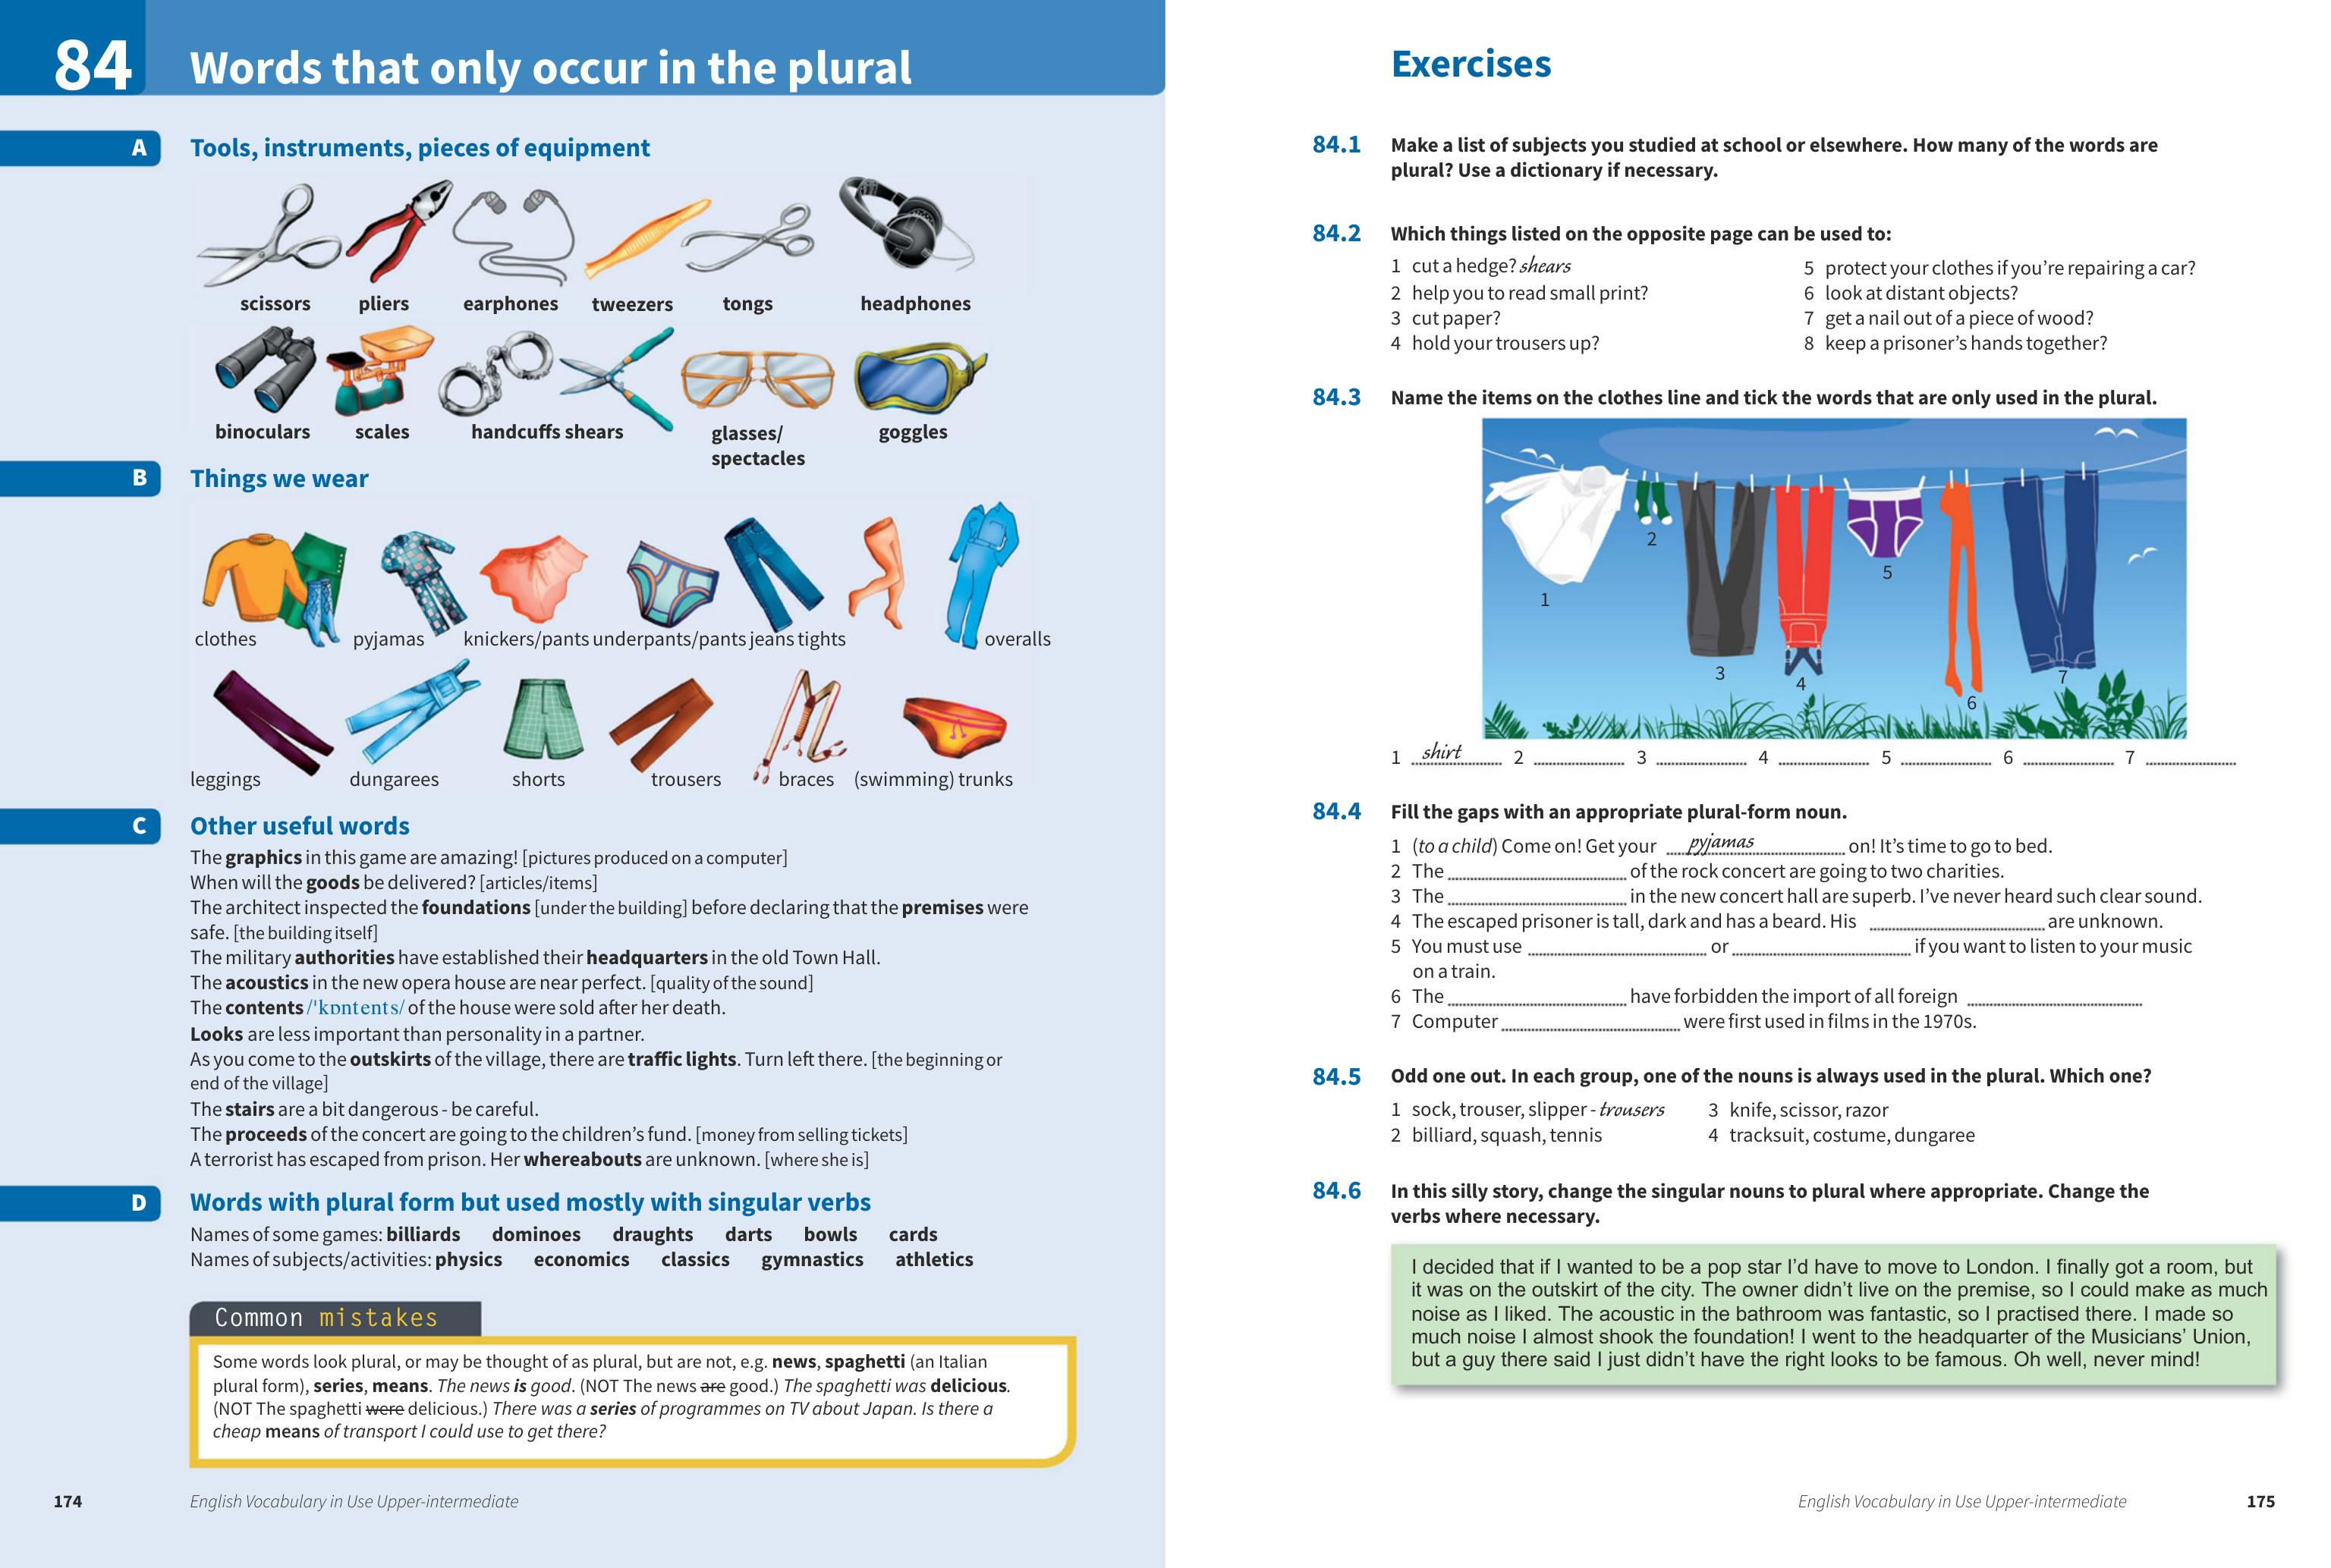 84
Words that only occur in the plural
A
Tools, instruments, pieces of equipment
scissors pliers earphones tweezers tongs headphones
binoculars scales handcuffs shears glasses/ goggles
spectacles
B
Things we wear
clothes pyjamas knickers/pants underpants/pants jeans tights overalls
leggings dungarees shorts trousers braces (swimming) trunks
C
Other useful words
The graphics in this game are amazing! [pictures produced on a computer]
When will the goods be delivered? [articles/items]
The architect inspected the foundations [under the building] before declaring that the premises were
safe. [the building itself]
The military authorities have established their headquarters in the old Town Hall.
The acoustics in the new opera house are near perfect. [quality of the sound]
The contents /ˈkɒntents/ of the house were sold after her death.
Looks are less important than personality in a partner.
As you come to the outskirts of the village, there are traffic lights. Turn left there. [the beginning or
end of the village]
The stairs are a bit dangerous - be careful.
The proceeds of the concert are going to the children's fund. [money from selling tickets]
A terrorist has escaped from prison. Her whereabouts are unknown. [where she is]
D
Words with plural form but used mostly with singular verbs
Names of some games: billiards dominoes draughts darts bowls cards
Names of subjects/activities: physics economics classics gymnastics athletics
Common mistakes
Some words look plural, or may be thought of as plural, but are not, e.g. news, spaghetti (an Italian
plural form), series, means. The news is good. (NOT The news are good.) The spaghetti was delicious.
(NOT The spaghetti were delicious.) There was a series of programmes on TV about Japan. Is there a
cheap means of transport I could use to get there?
174 English Vocabulary in Use Upper-intermediate
Exercises
84.1 Make a list of subjects you studied at school or elsewhere. How many of the words are
plural? Use a dictionary if necessary.
84.2 Which things listed on the opposite page can be used to:
1 cut a hedge? shears
2 help you to read small print?
3 cut paper?
4 hold your trousers up?
5 protect your clothes if you're repairing a car?
6 look at distant objects?
7 get a nail out of a piece of wood?
8 keep a prisoner's hands together?
84.3 Name the items on the clothes line and tick the words that are only used in the plural.
1
2
3
4
5
6
7
1 shirt 2 3 4 5 6 7
84.4 Fill the gaps with an appropriate plural-form noun.
1 (to a child) Come on! Get your pyjamas on! It's time to go to bed.
2 The of the rock concert are going to two charities.
3 The in the new concert hall are superb. I've never heard such clear sound.
4 The escaped prisoner is tall, dark and has a beard. His are unknown.
5 You must use or if you want to listen to your music
on a train.
6 The have forbidden the import of all foreign
7 Computer were first used in films in the 1970s.
84.5 Odd one out. In each group, one of the nouns is always used in the plural. Which one?
1 sock, trouser, slipper - trousers
2 billiard, squash, tennis
3 knife, scissor, razor
4 tracksuit, costume, dungaree
84.6 In this silly story, change the singular nouns to plural where appropriate. Change the
verbs where necessary.
I decided that if I wanted to be a pop star I'd have to move to London. I finally got a room, but
it was on the outskirt of the city. The owner didn't live on the premise, so I could make as much
noise as I liked. The acoustic in the bathroom was fantastic, so I practised there. I made so
much noise I almost shook the foundation! I went to the headquarter of the Musicians' Union,
but a guy there said I just didn't have the right looks to be famous. Oh well, never mind!
English Vocabulary in Use Upper-intermediate 175